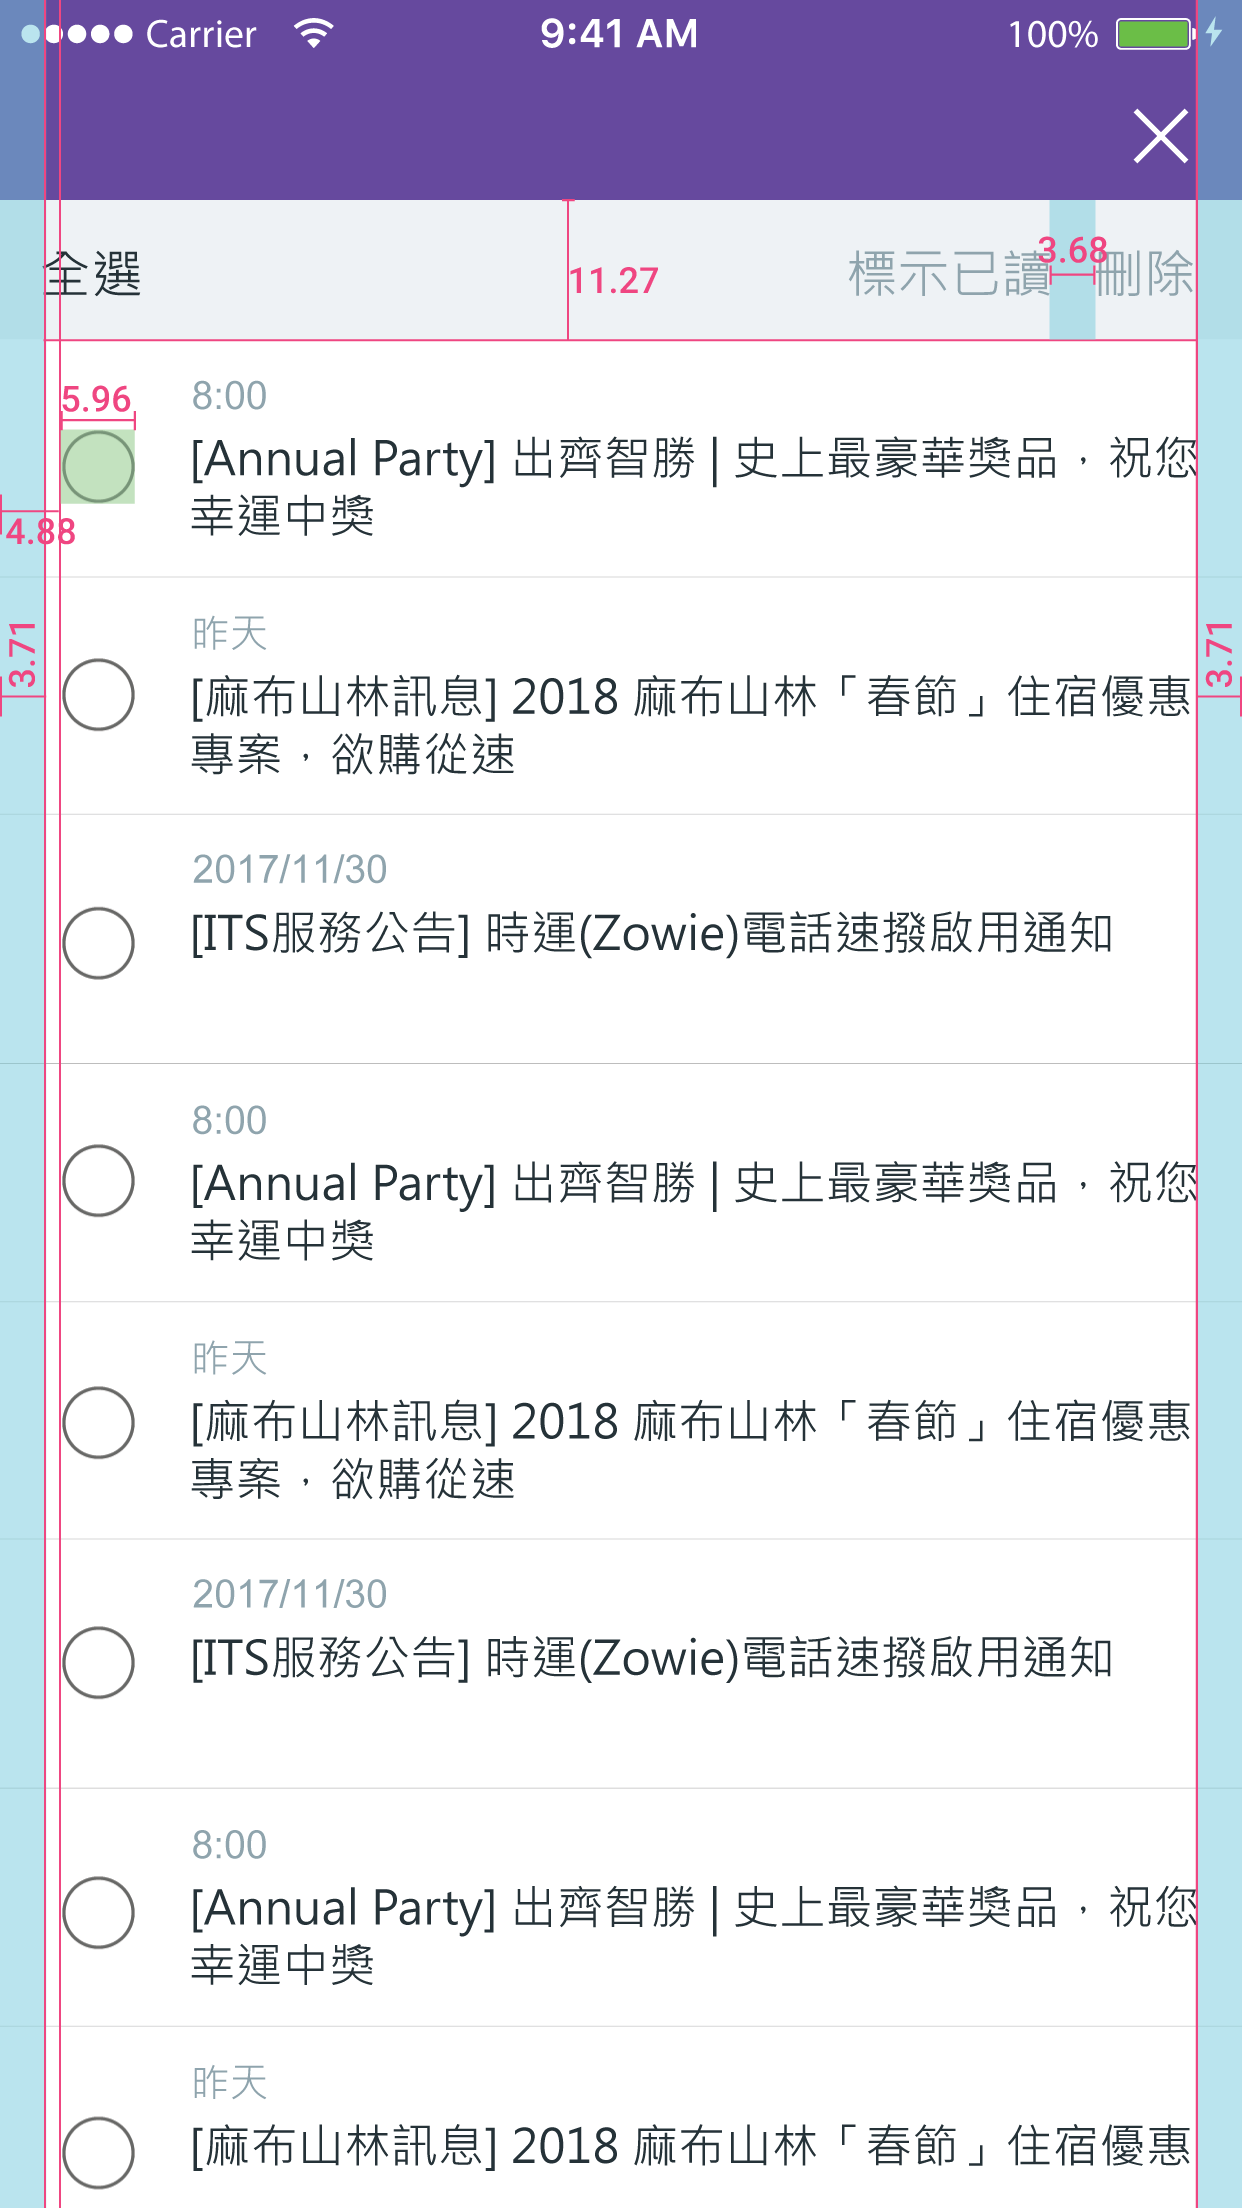 Carrier 9:41 AM 100%
全選 11.27 標示已讀 3.68 刪除
5.96
8:00
[Annual Party] 出齊智勝 | 史上最豪華獎品，祝您
幸運中獎
4.88
3.71
3.71
昨天
[麻布山林訊息] 2018 麻布山林「春節」住宿優惠
專案，欲購從速
2017/11/30
[ITS服務公告] 時運(Zowie)電話速撥啟用通知
8:00
[Annual Party] 出齊智勝 | 史上最豪華獎品，祝您
幸運中獎
昨天
[麻布山林訊息] 2018 麻布山林「春節」住宿優惠
專案，欲購從速
2017/11/30
[ITS服務公告] 時運(Zowie)電話速撥啟用通知
8:00
[Annual Party] 出齊智勝 | 史上最豪華獎品，祝您
幸運中獎
昨天
[麻布山林訊息] 2018 麻布山林「春節」住宿優惠